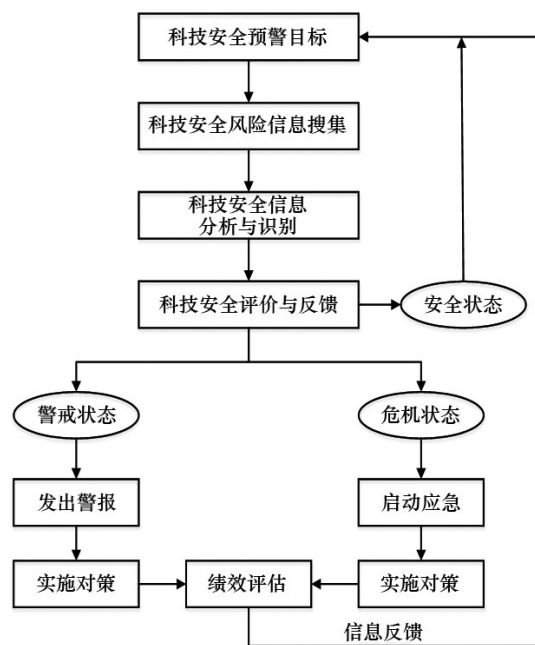 科技安全预警目标
科技安全风险信息搜集
科技安全信息
分析与识别
科技安全评价与反馈
安全状态
警戒状态
危机状态
发出警报
启动应急
实施对策
绩效评估
实施对策
信息反馈